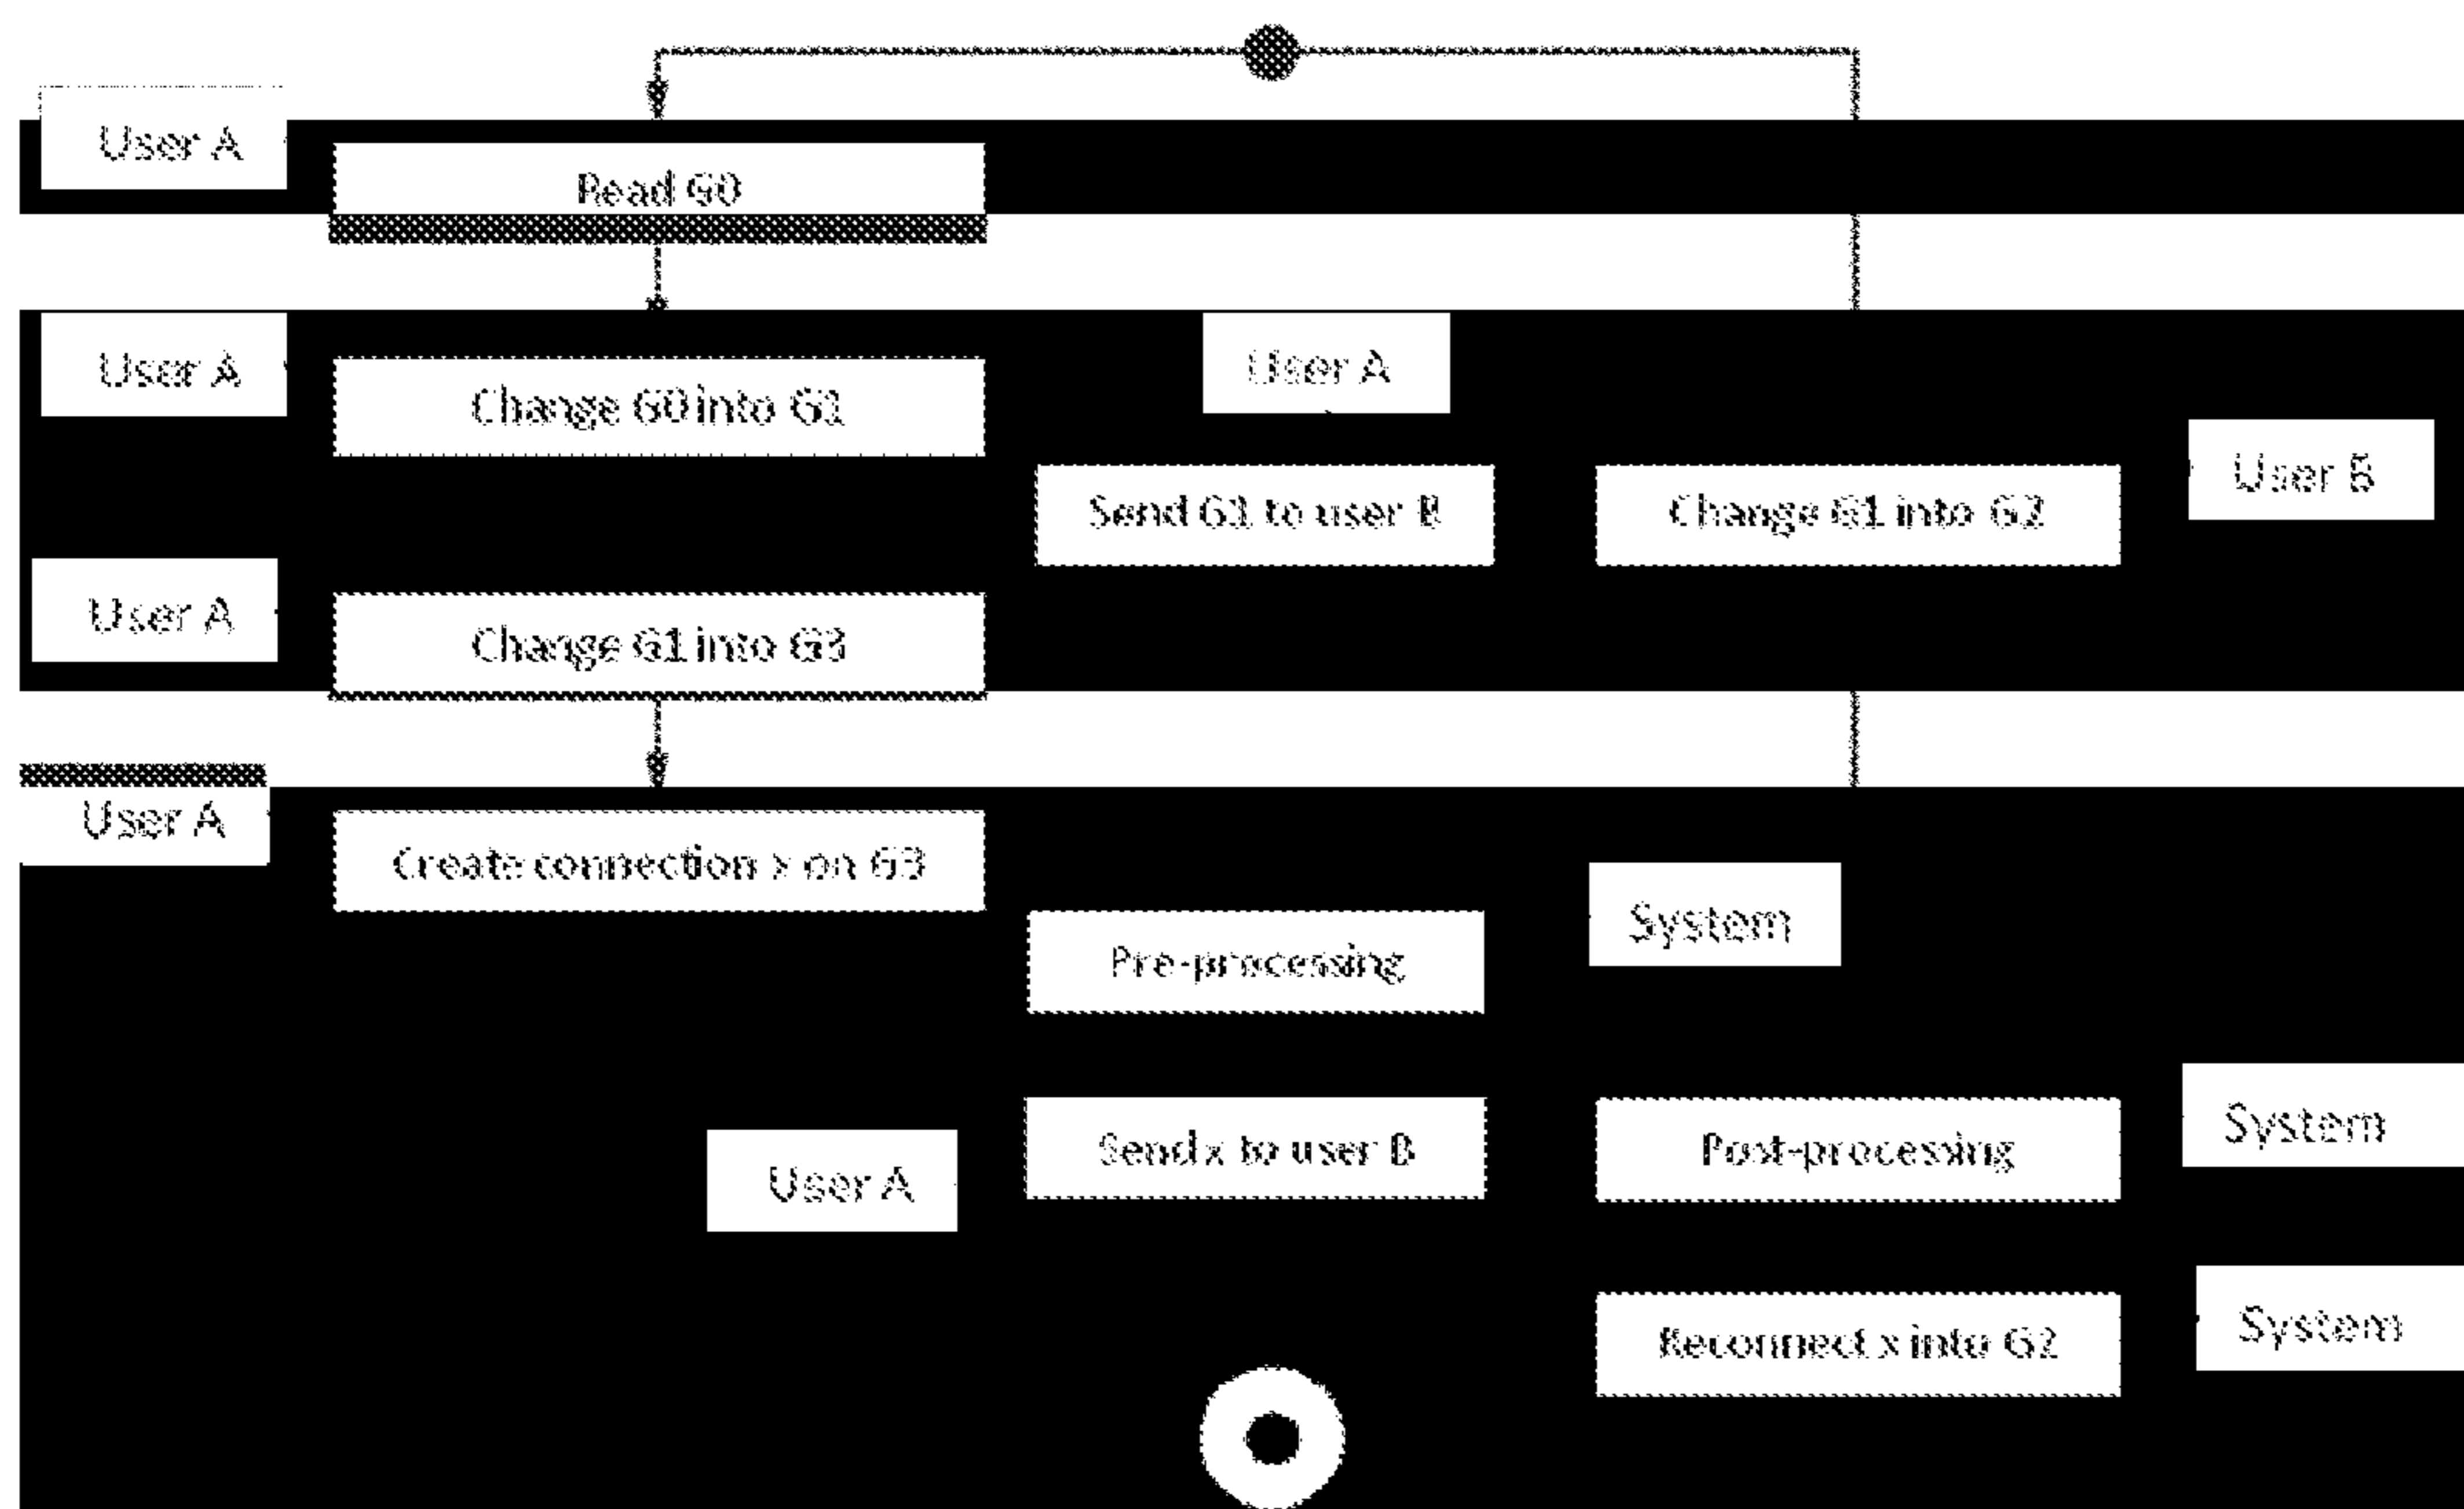 User A
Read G0
User A
Change G0 into G1
User A
Send G1 to user B
Change G1 into G2
User B
User A
Change G1 into G3
User A
Create connection x on G3
Pre-processing
System
User A
Send x to user B
Post-processing
System
Reconnect x into G2
System